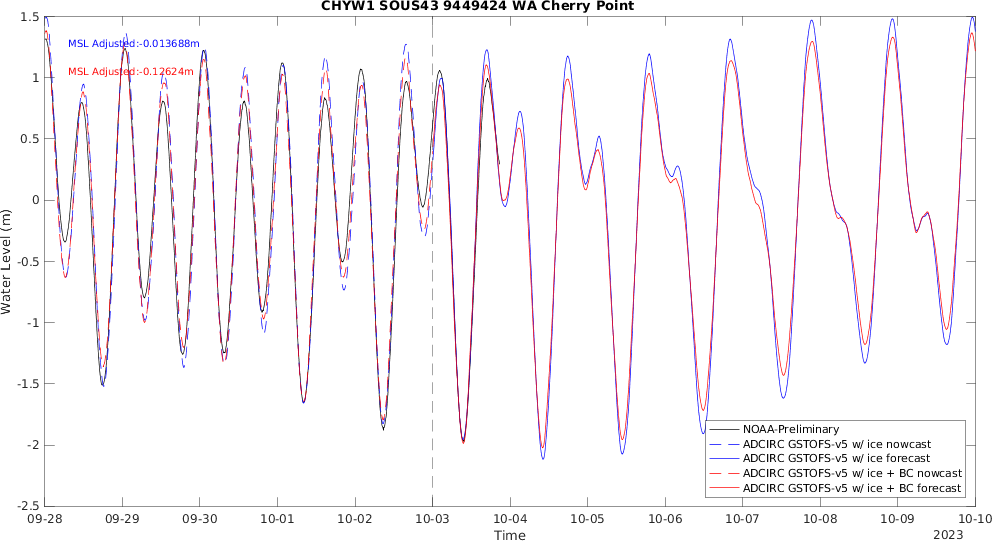 CHYW1 SOUS43 9449424 WA Cherry Point
1.5
1
0.5
0
-0.5
-1
-1.5
-2
-2.5
Water Level (m)
MSL Adjusted:-0.013688m
MSL Adjusted:-0.12624m
NOAA-Preliminary
ADCIRC GSTOFS-v5 w/ ice nowcast
ADCIRC GSTOFS-v5 w/ ice forecast
ADCIRC GSTOFS-v5 w/ ice + BC nowcast
ADCIRC GSTOFS-v5 w/ ice + BC forecast
09-28 09-29 09-30 10-01 10-02 10-03 10-04 10-05 10-06 10-07 10-08 10-09 10-10
Time
2023